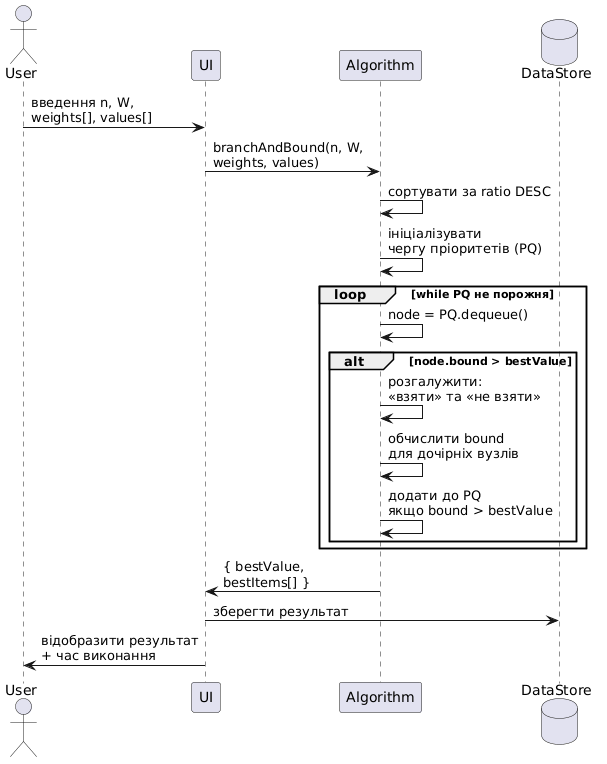 User
UI
Algorithm
DataStore
введення n, W,
weights[], values[]
branchAndBound(n, W,
weights, values)
сортувати за ratio DESC
ініціалізувати
чергу пріоритетів (PQ)
loop [while PQ не порожня]
node = PQ.dequeue()
alt [node.bound > bestValue]
розгалужити:
«взяти» та «не взяти»
обчислити bound
для дочірніх вузлів
додати до PQ
якщо bound > bestValue
{ bestValue,
bestItems[] }
зберегти результат
відобразити результат
+ час виконання
User
UI
Algorithm
DataStore